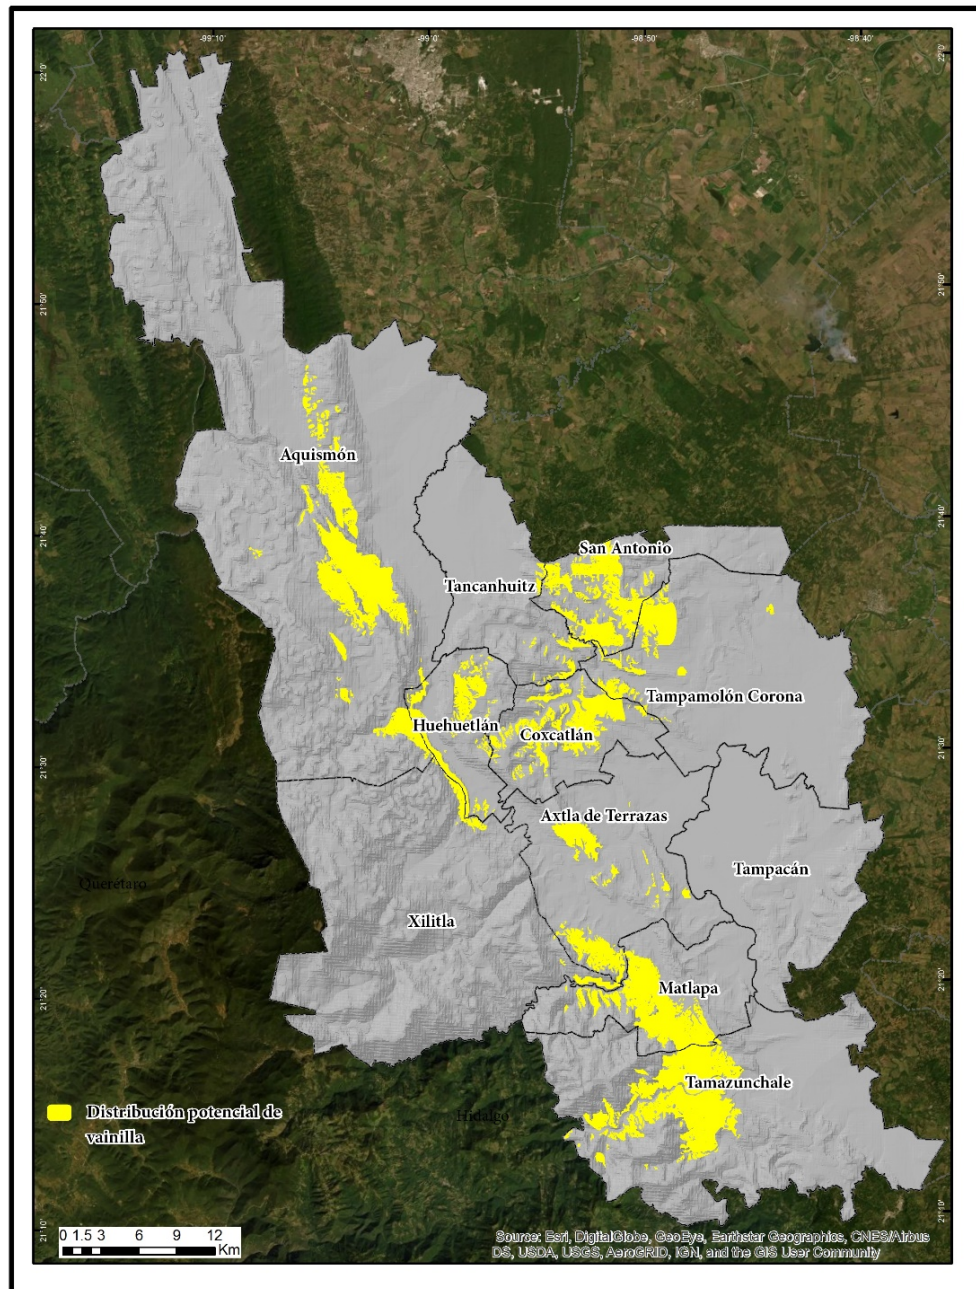 -99°10'
-99°0'
-98°50'
-98°40'
22°0'
22°0'
21°50'
21°50'
Aquismón
21°40'
21°40'
San Antonio
Tancanhuitz
Tampamolón Corona
Huehuetlán
Coxcatlán
21°30'
21°30'
Axtla de Terrazas
Tampacán
Querétaro
Xilitla
21°20'
21°20'
Matlapa
Tamazunchale
Distribución potencial de
vainilla
Hidalgo
21°10'
21°10'
0 1.5 3 6 9 12
Km
Source: Esri, DigitalGlobe, GeoEye, Earthstar Geographics, CNES/Airbus
DS, USDA, USGS, AeroGRID, IGN, and the GIS User Community